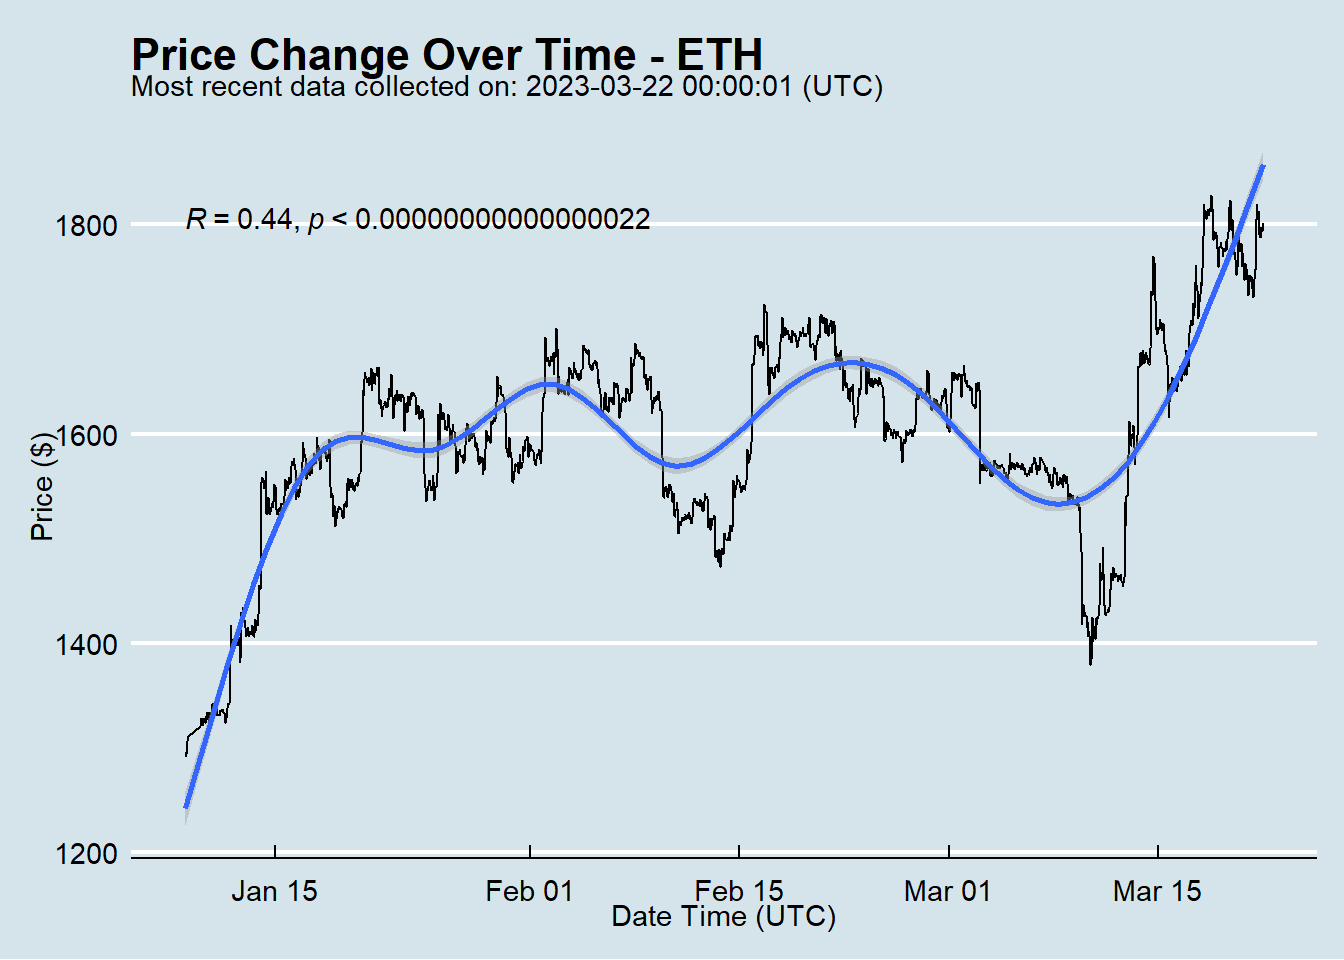 Price Change Over Time - ETH
Most recent data collected on: 2023-03-22 00:00:01 (UTC)
R = 0.44, p < 0.00000000000000022
1800
1600
1400
1200
Price ($)
Jan 15
Feb 01
Feb 15
Mar 01
Mar 15
Date Time (UTC)